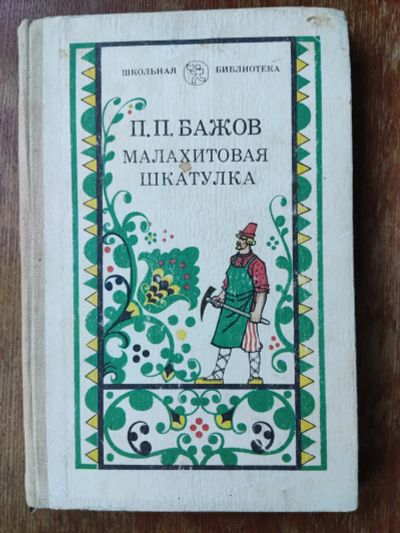 ШКОЛЬНАЯ БИБЛИОТЕКА
П.П. БАЖОВ
МАЛАХИТОВАЯ
ШКАТУЛКА